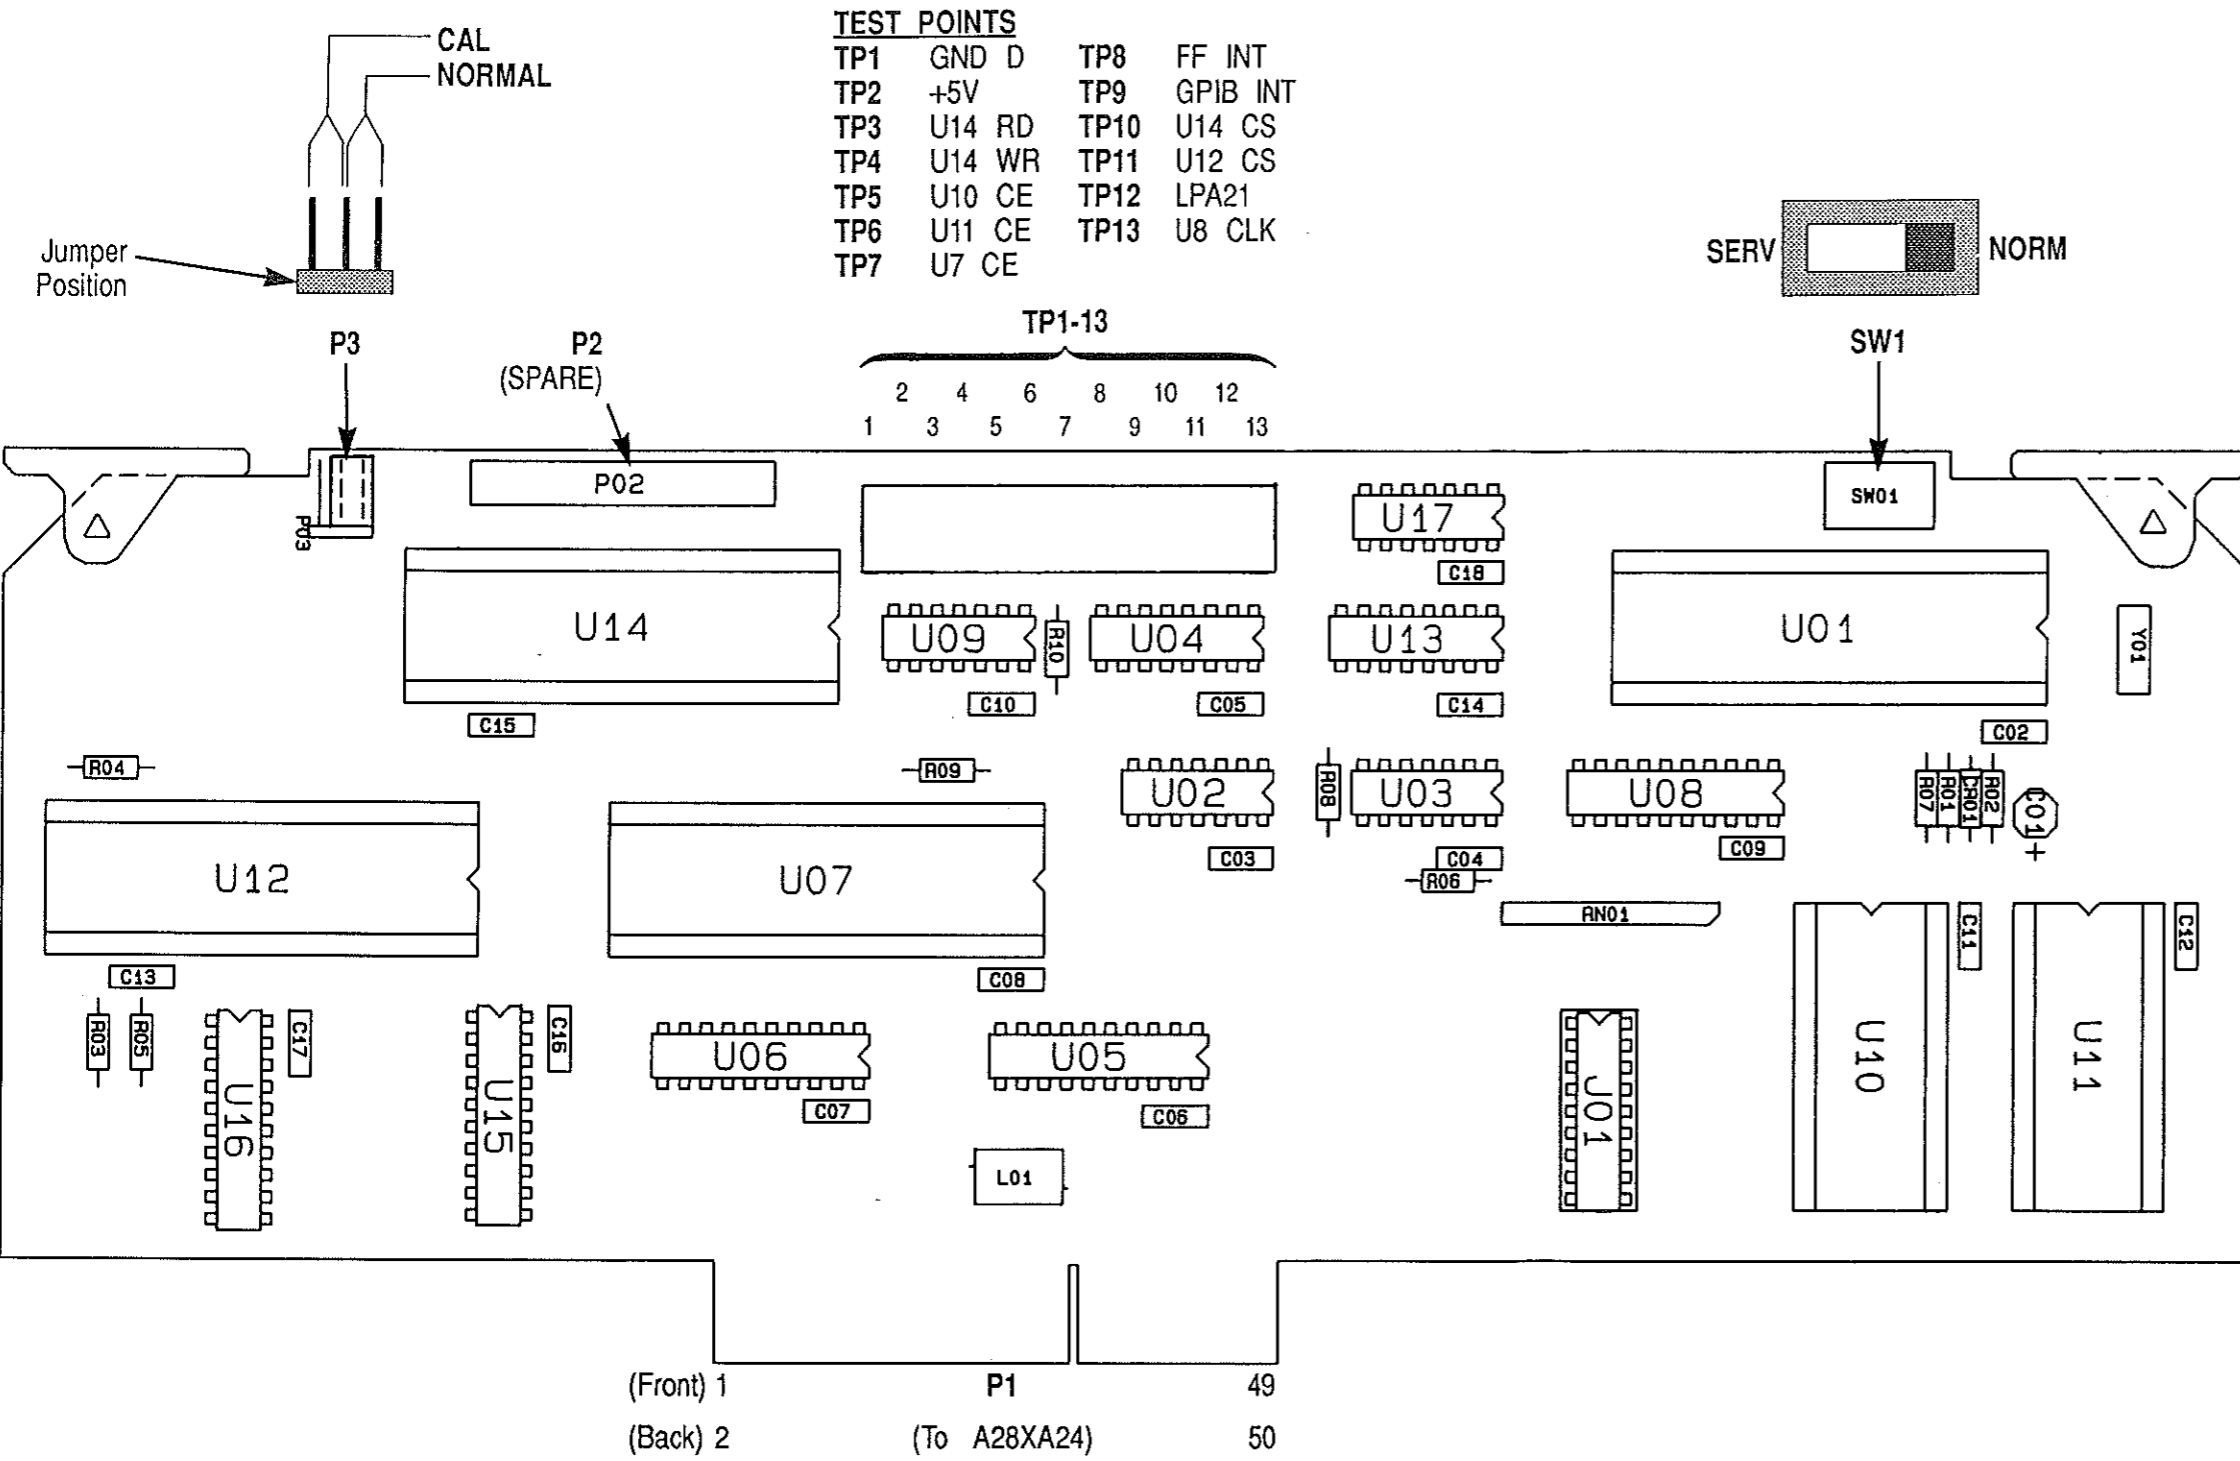 CAL
NORMAL
Jumper
Position
TEST POINTS
TP1 GND D TP8 FF INT
TP2 +5V TP9 GPIB INT
TP3 U14 RD TP10 U14 CS
TP4 U14 WR TP11 U12 CS
TP5 U10 CE TP12 LPA21
TP6 U11 CE TP13 U8 CLK
TP7 U7 CE
SERV NORM
P3
P2
(SPARE)
TP1-13
SW1
2 4 6 8 10 12
1 3 5 7 9 11 13
P03
P02
U17
SW01
C18
U14
U09
R10
U04
U13
U01
Y01
C15
C10
C05
C14
C02
R04
R09
U02
R08
U03
U08
R07
R01
CR01
R02
C01
+
U12
U07
C03
C04
R06
C09
RN01
C11
C12
C13
C08
R03
R05
U16
C17
U15
C16
U06
U05
J01
U10
U11
C07
C06
L01
(Front) 1 P1 49
(Back) 2 (To A28XA24) 50